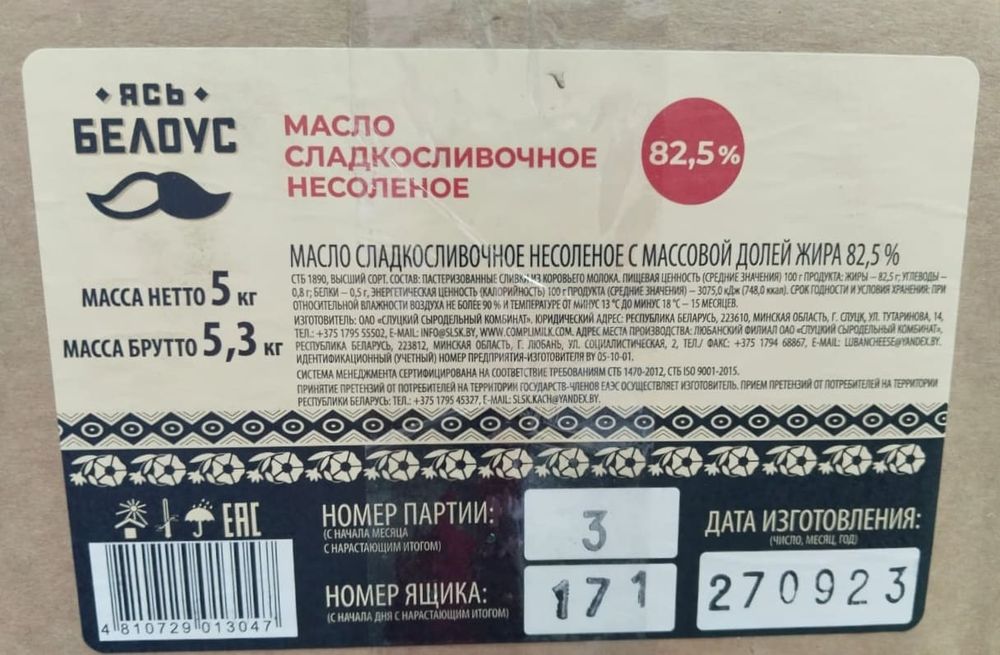 ЯСЬ
БЕЛОУС
МАСЛО
СЛАДКОСЛИВОЧНОЕ
НЕСОЛЕНОЕ
82,5%
МАССА НЕТТО 5 КГ
МАССА БРУТТО 5,3 КГ
МАСЛО СЛАДКОСЛИВОЧНОЕ НЕСОЛЕНОЕ С МАССОВОЙ ДОЛЕЙ ЖИРА 82,5 %
СТБ 1890, ВЫСШИЙ СОРТ. СОСТАВ: ПАСТЕРИЗОВАННЫЕ СЛИВКИ ИЗ КОРОВЬЕГО МОЛОКА. ПИЩЕВАЯ ЦЕННОСТЬ (СРЕДНИЕ ЗНАЧЕНИЯ) 100 г ПРОДУКТА: ЖИРЫ – 82,5 г; УГЛЕВОДЫ –
0,8 г; БЕЛКИ – 0,5 г, ЭНЕРГЕТИЧЕСКАЯ ЦЕННОСТЬ (КАЛОРИЙНОСТЬ) 100 г ПРОДУКТА (СРЕДНИЕ ЗНАЧЕНИЯ) – 3075,0 кДж (748,0 ккал). СРОК ГОДНОСТИ И УСЛОВИЯ ХРАНЕНИЯ: ПРИ
ОТНОСИТЕЛЬНОЙ ВЛАЖНОСТИ ВОЗДУХА НЕ БОЛЕЕ 90 % И ТЕМПЕРАТУРЕ ОТ МИНУС 13 °С ДО МИНУС 18 °С – 15 МЕСЯЦЕВ.
ИЗГОТОВИТЕЛЬ: ОАО «СЛУЦКИЙ СЫРОДЕЛЬНЫЙ КОМБИНАТ». ЮРИДИЧЕСКИЙ АДРЕС: РЕСПУБЛИКА БЕЛАРУСЬ, 223610, МИНСКАЯ ОБЛАСТЬ, Г. СЛУЦК, УЛ. ТУТАРИНОВА, 14,
ТЕЛ.: +375 1795 55502, E-MAIL: INFO@SLSK.BY, WWW.COMPLIMILK.COM. АДРЕС МЕСТА ПРОИЗВОДСТВА: ЛЮБАНСКИЙ ФИЛИАЛ ОАО «СЛУЦКИЙ СЫРОДЕЛЬНЫЙ КОМБИНАТ»,
РЕСПУБЛИКА БЕЛАРУСЬ, 223812, МИНСКАЯ ОБЛАСТЬ, Г. ЛЮБАНЬ, УЛ. СОЦИАЛИСТИЧЕСКАЯ, 2, ТЕЛ./ ФАКС: +375 1794 68867, E-MAIL: LUBANCHEESE@YANDEX.BY.
ИДЕНТИФИКАЦИОННЫЙ (УЧЕТНЫЙ) НОМЕР ПРЕДПРИЯТИЯ-ИЗГОТОВИТЕЛЯ BY 05-10-01.
СИСТЕМА МЕНЕДЖМЕНТА СЕРТИФИЦИРОВАНА НА СООТВЕТСТВИЕ ТРЕБОВАНИЯМ СТБ 1470-2012, СТБ ISO 9001-2015.
ПРИНЯТИЕ ПРЕТЕНЗИЙ ОТ ПОТРЕБИТЕЛЕЙ НА ТЕРРИТОРИИ ГОСУДАРСТВ-ЧЛЕНОВ ЕАЭС ОСУЩЕСТВЛЯЕТ ИЗГОТОВИТЕЛЬ. ПРИЕМ ПРЕТЕНЗИЙ ОТ ПОТРЕБИТЕЛЕЙ НА ТЕРРИТОРИИ
РЕСПУБЛИКИ БЕЛАРУСЬ: ТЕЛ.: +375 1795 45327, E-MAIL: SLSK.KACH@YANDEX.BY.
EAC
НОМЕР ПАРТИИ:
(С НАЧАЛА МЕСЯЦА
С НАРАСТАЮЩИМ ИТОГОМ)
3
ДАТА ИЗГОТОВЛЕНИЯ:
(ЧИСЛО, МЕСЯЦ, ГОД)
НОМЕР ЯЩИКА:
(С НАЧАЛА ДНЯ С НАРАСТАЮЩИМ ИТОГОМ)
171
270923
4 810729 013047